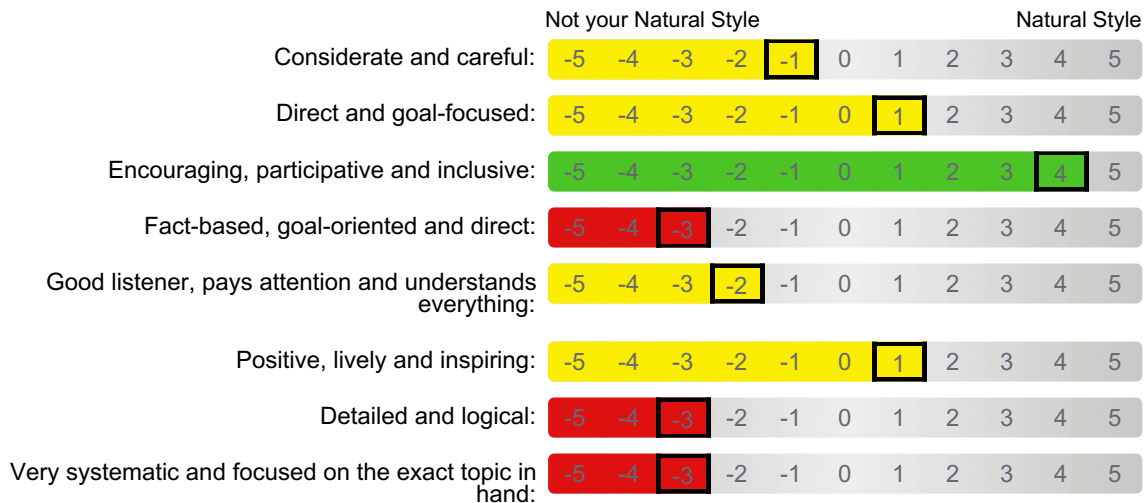 Not your Natural Style Natural Style
Considerate and careful: -5 -4 -3 -2 -1 0 1 2 3 4 5
Direct and goal-focused: -5 -4 -3 -2 -1 0 1 2 3 4 5
Encouraging, participative and inclusive: -5 -4 -3 -2 -1 0 1 2 3 4 5
Fact-based, goal-oriented and direct: -5 -4 -3 -2 -1 0 1 2 3 4 5
Good listener, pays attention and understands -5 -4 -3 -2 -1 0 1 2 3 4 5
everything:
Positive, lively and inspiring: -5 -4 -3 -2 -1 0 1 2 3 4 5
Detailed and logical: -5 -4 -3 -2 -1 0 1 2 3 4 5
Very systematic and focused on the exact topic in -5 -4 -3 -2 -1 0 1 2 3 4 5
hand: